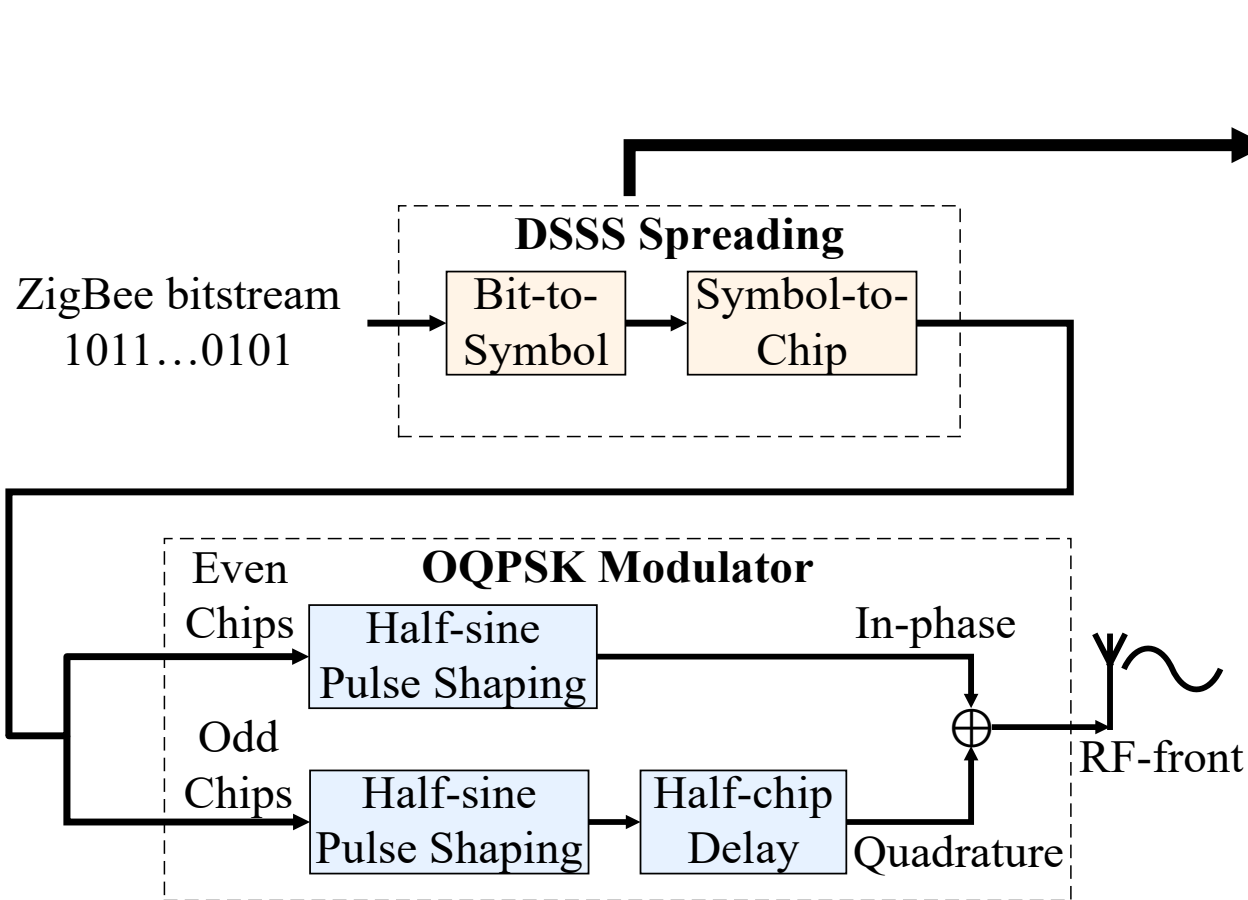 DSSS Spreading
ZigBee bitstream
1011…0101
Bit-to-
Symbol
Symbol-to-
Chip
OQPSK Modulator
Even
Chips
Half-sine
Pulse Shaping
In-phase
Odd
Chips
Half-sine
Pulse Shaping
Half-chip
Delay
Quadrature
RF-front